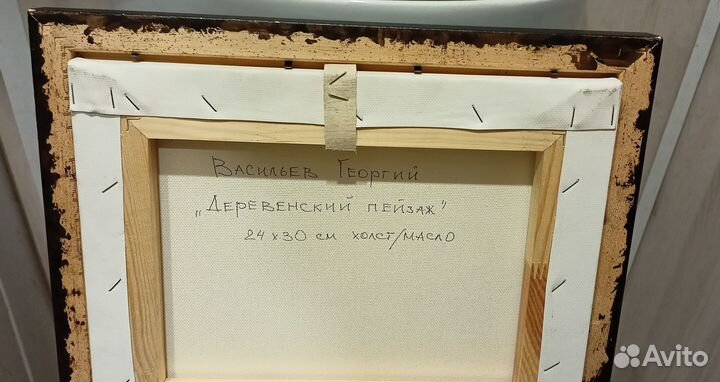 Васильев Георгий
„Деревенский пейзаж"
24 х 30 см холст/масло
Avito